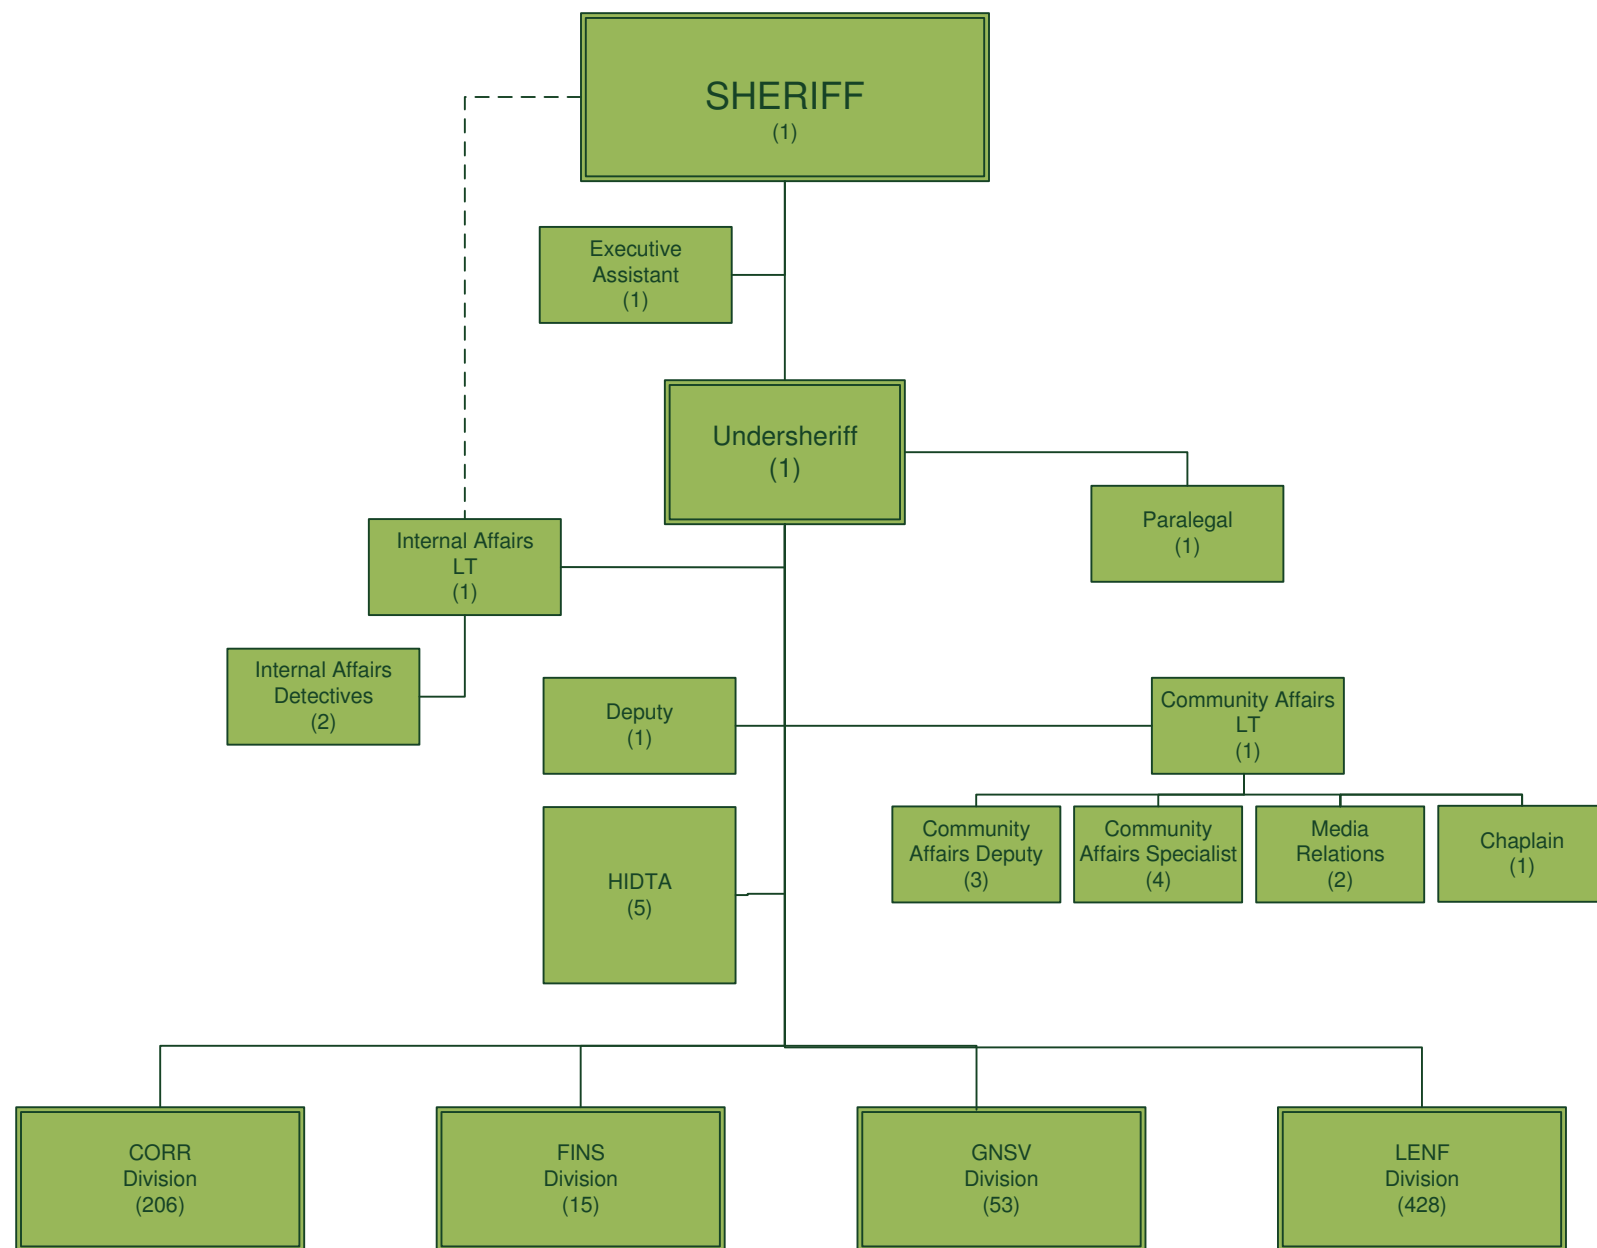 SHERIFF
(1)
Executive
Assistant
(1)
Undersheriff
(1)
Paralegal
(1)
Internal Affairs
LT
(1)
Internal Affairs
Detectives
(2)
Deputy
(1)
Community Affairs
LT
(1)
HIDTA
(5)
Community
Affairs Deputy
(3)
Community
Affairs Specialist
(4)
Media
Relations
(2)
Chaplain
(1)
CORR
Division
(206)
FINS
Division
(15)
GNSV
Division
(53)
LENF
Division
(428)